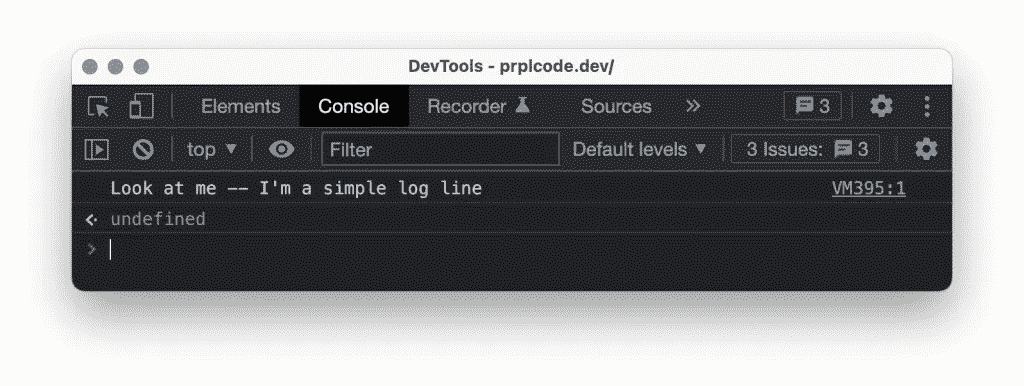 DevTools - prplcode.dev/
Elements Console Recorder Sources 3
top Filter Default levels 3 Issues: 3
Look at me -- I'm a simple log line VM395:1
undefined